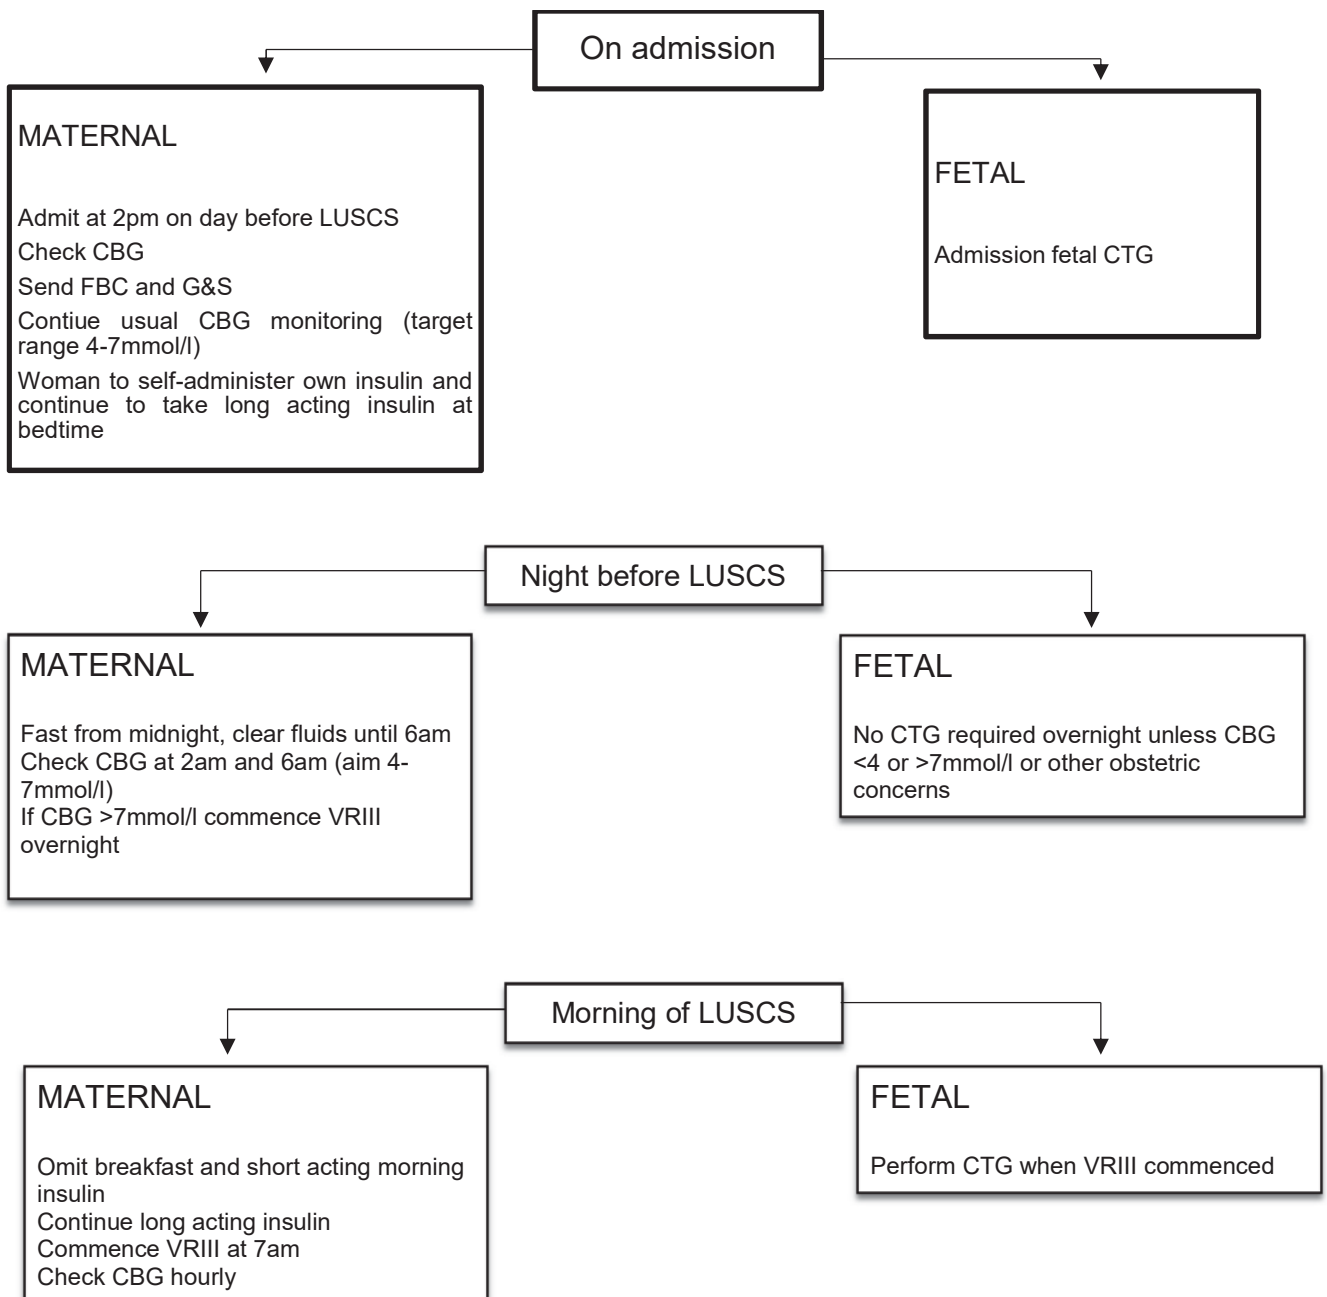 On admission
MATERNAL
Admit at 2pm on day before LUSCS
Check CBG
Send FBC and G&S
Contiue usual CBG monitoring (target
range 4-7mmol/l)
Woman to self-administer own insulin and
continue to take long acting insulin at
bedtime
FETAL
Admission fetal CTG
Night before LUSCS
MATERNAL
Fast from midnight, clear fluids until 6am
Check CBG at 2am and 6am (aim 4-
7mmol/l)
If CBG >7mmol/l commence VRIII
overnight
FETAL
No CTG required overnight unless CBG
<4 or >7mmol/l or other obstetric
concerns
Morning of LUSCS
MATERNAL
Omit breakfast and short acting morning
insulin
Continue long acting insulin
Commence VRIII at 7am
Check CBG hourly
FETAL
Perform CTG when VRIII commenced